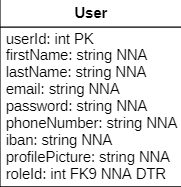 User
userId: int PK
firstName: string NNA
lastName: string NNA
email: string NNA
password: string NNA
phoneNumber: string NNA
iban: string NNA
profilePicture: string NNA
roleId: int FK9 NNA DTR